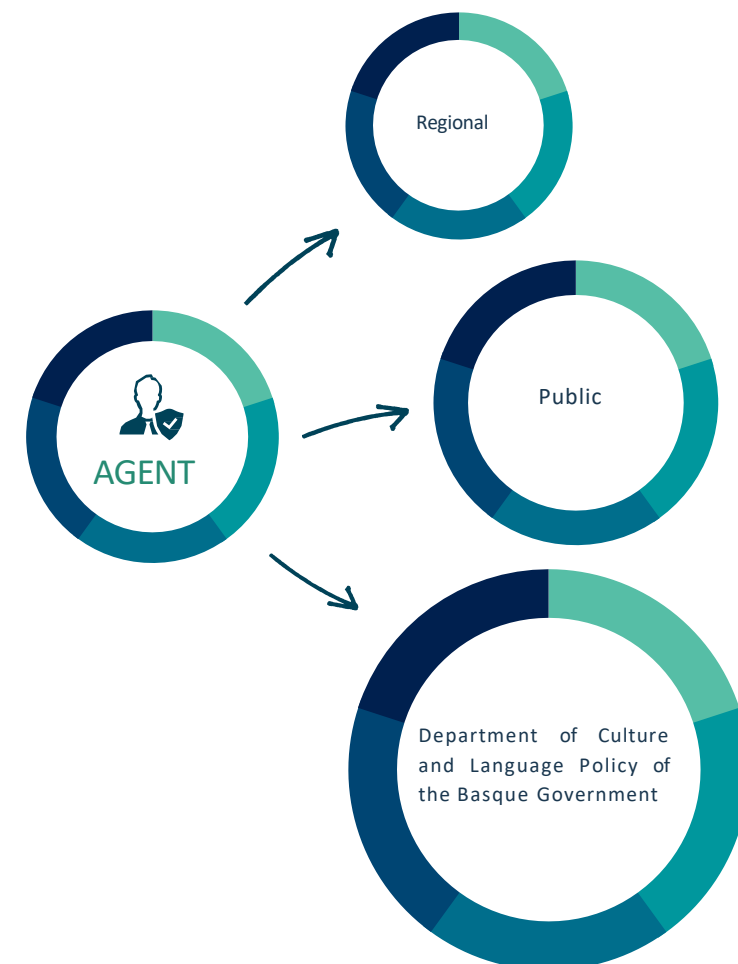 Regional
AGENT
Public
Department of Culture
and Language Policy of
the Basque Government